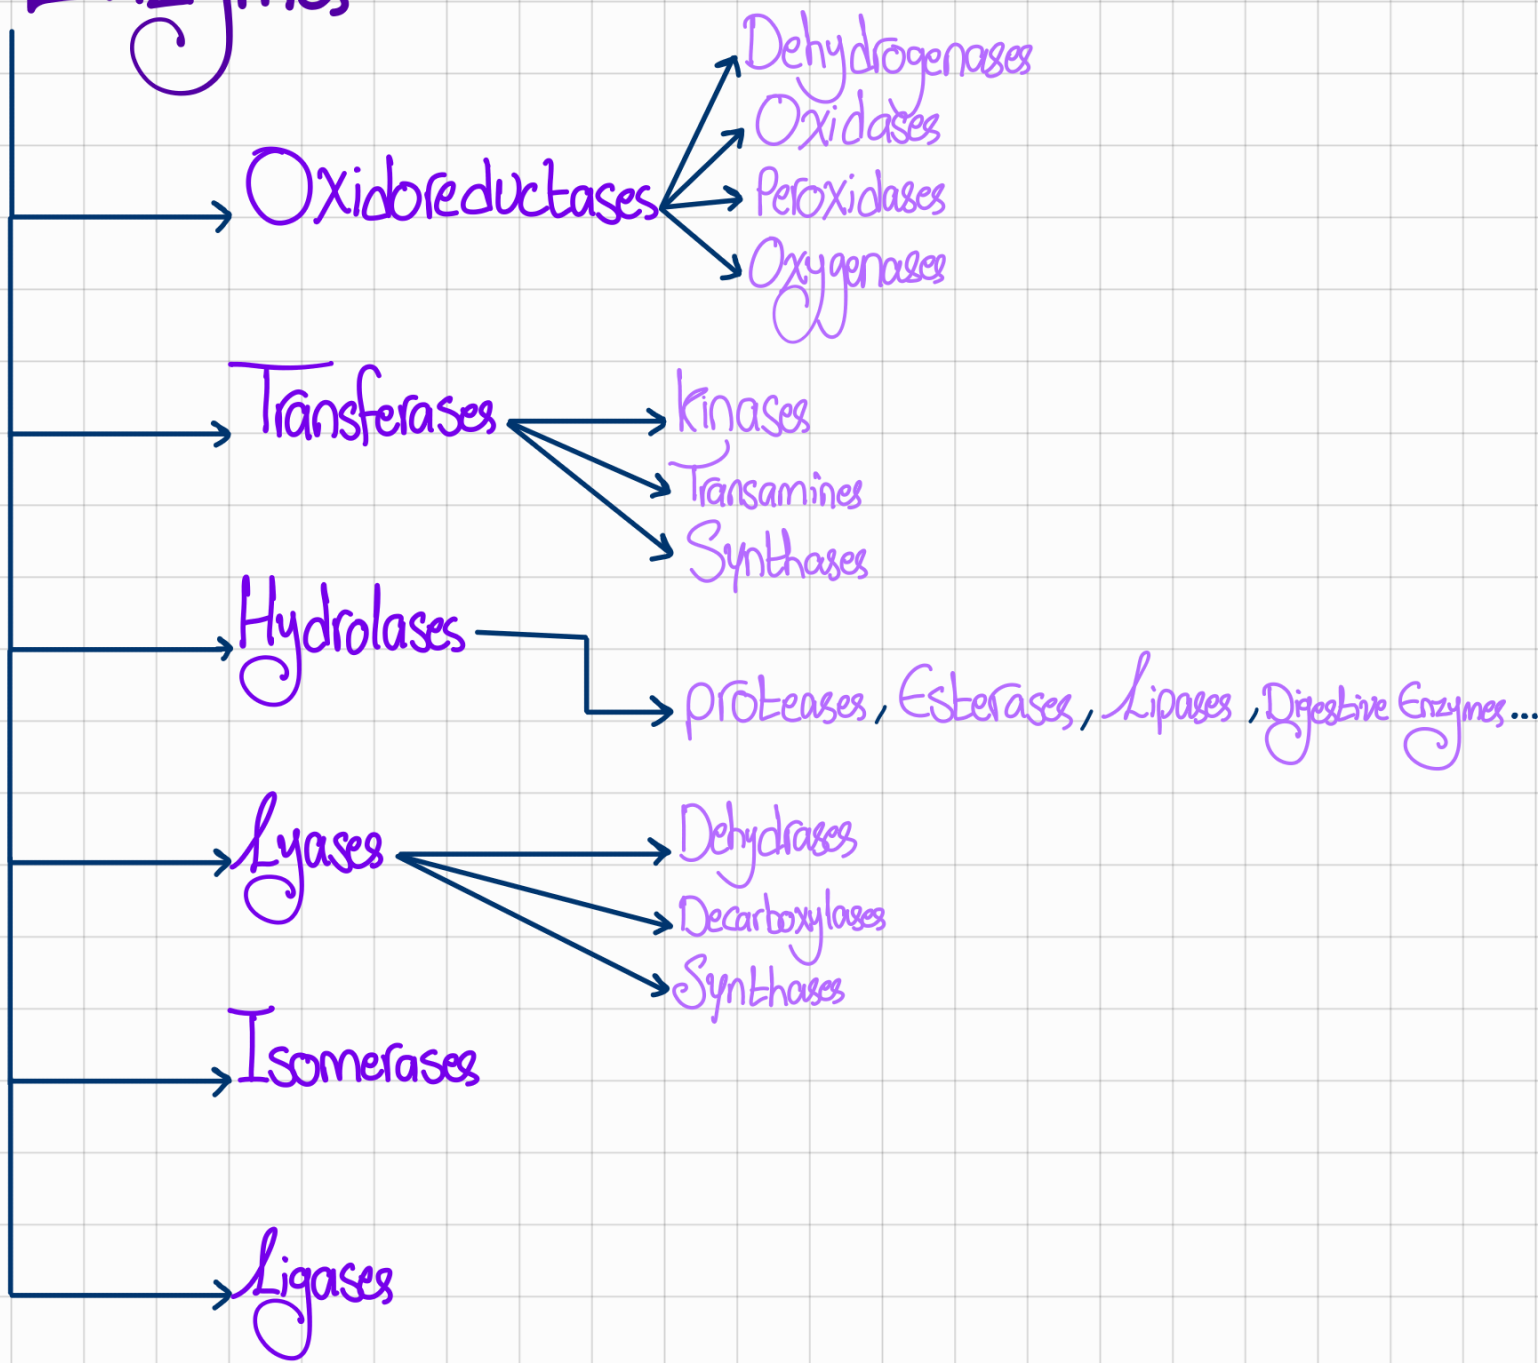 Enzymes
Dehydrogenases
Oxidases
Oxidoreductases
Peroxidases
Oxygenases
Transferases
Kinases
Transamines
Synthases
Hydrolases
Proteases, Esterases, Lipases, Digestive Enzymes...
Lyases
Dehydrases
Decarboxylases
Synthases
Isomerases
Ligases